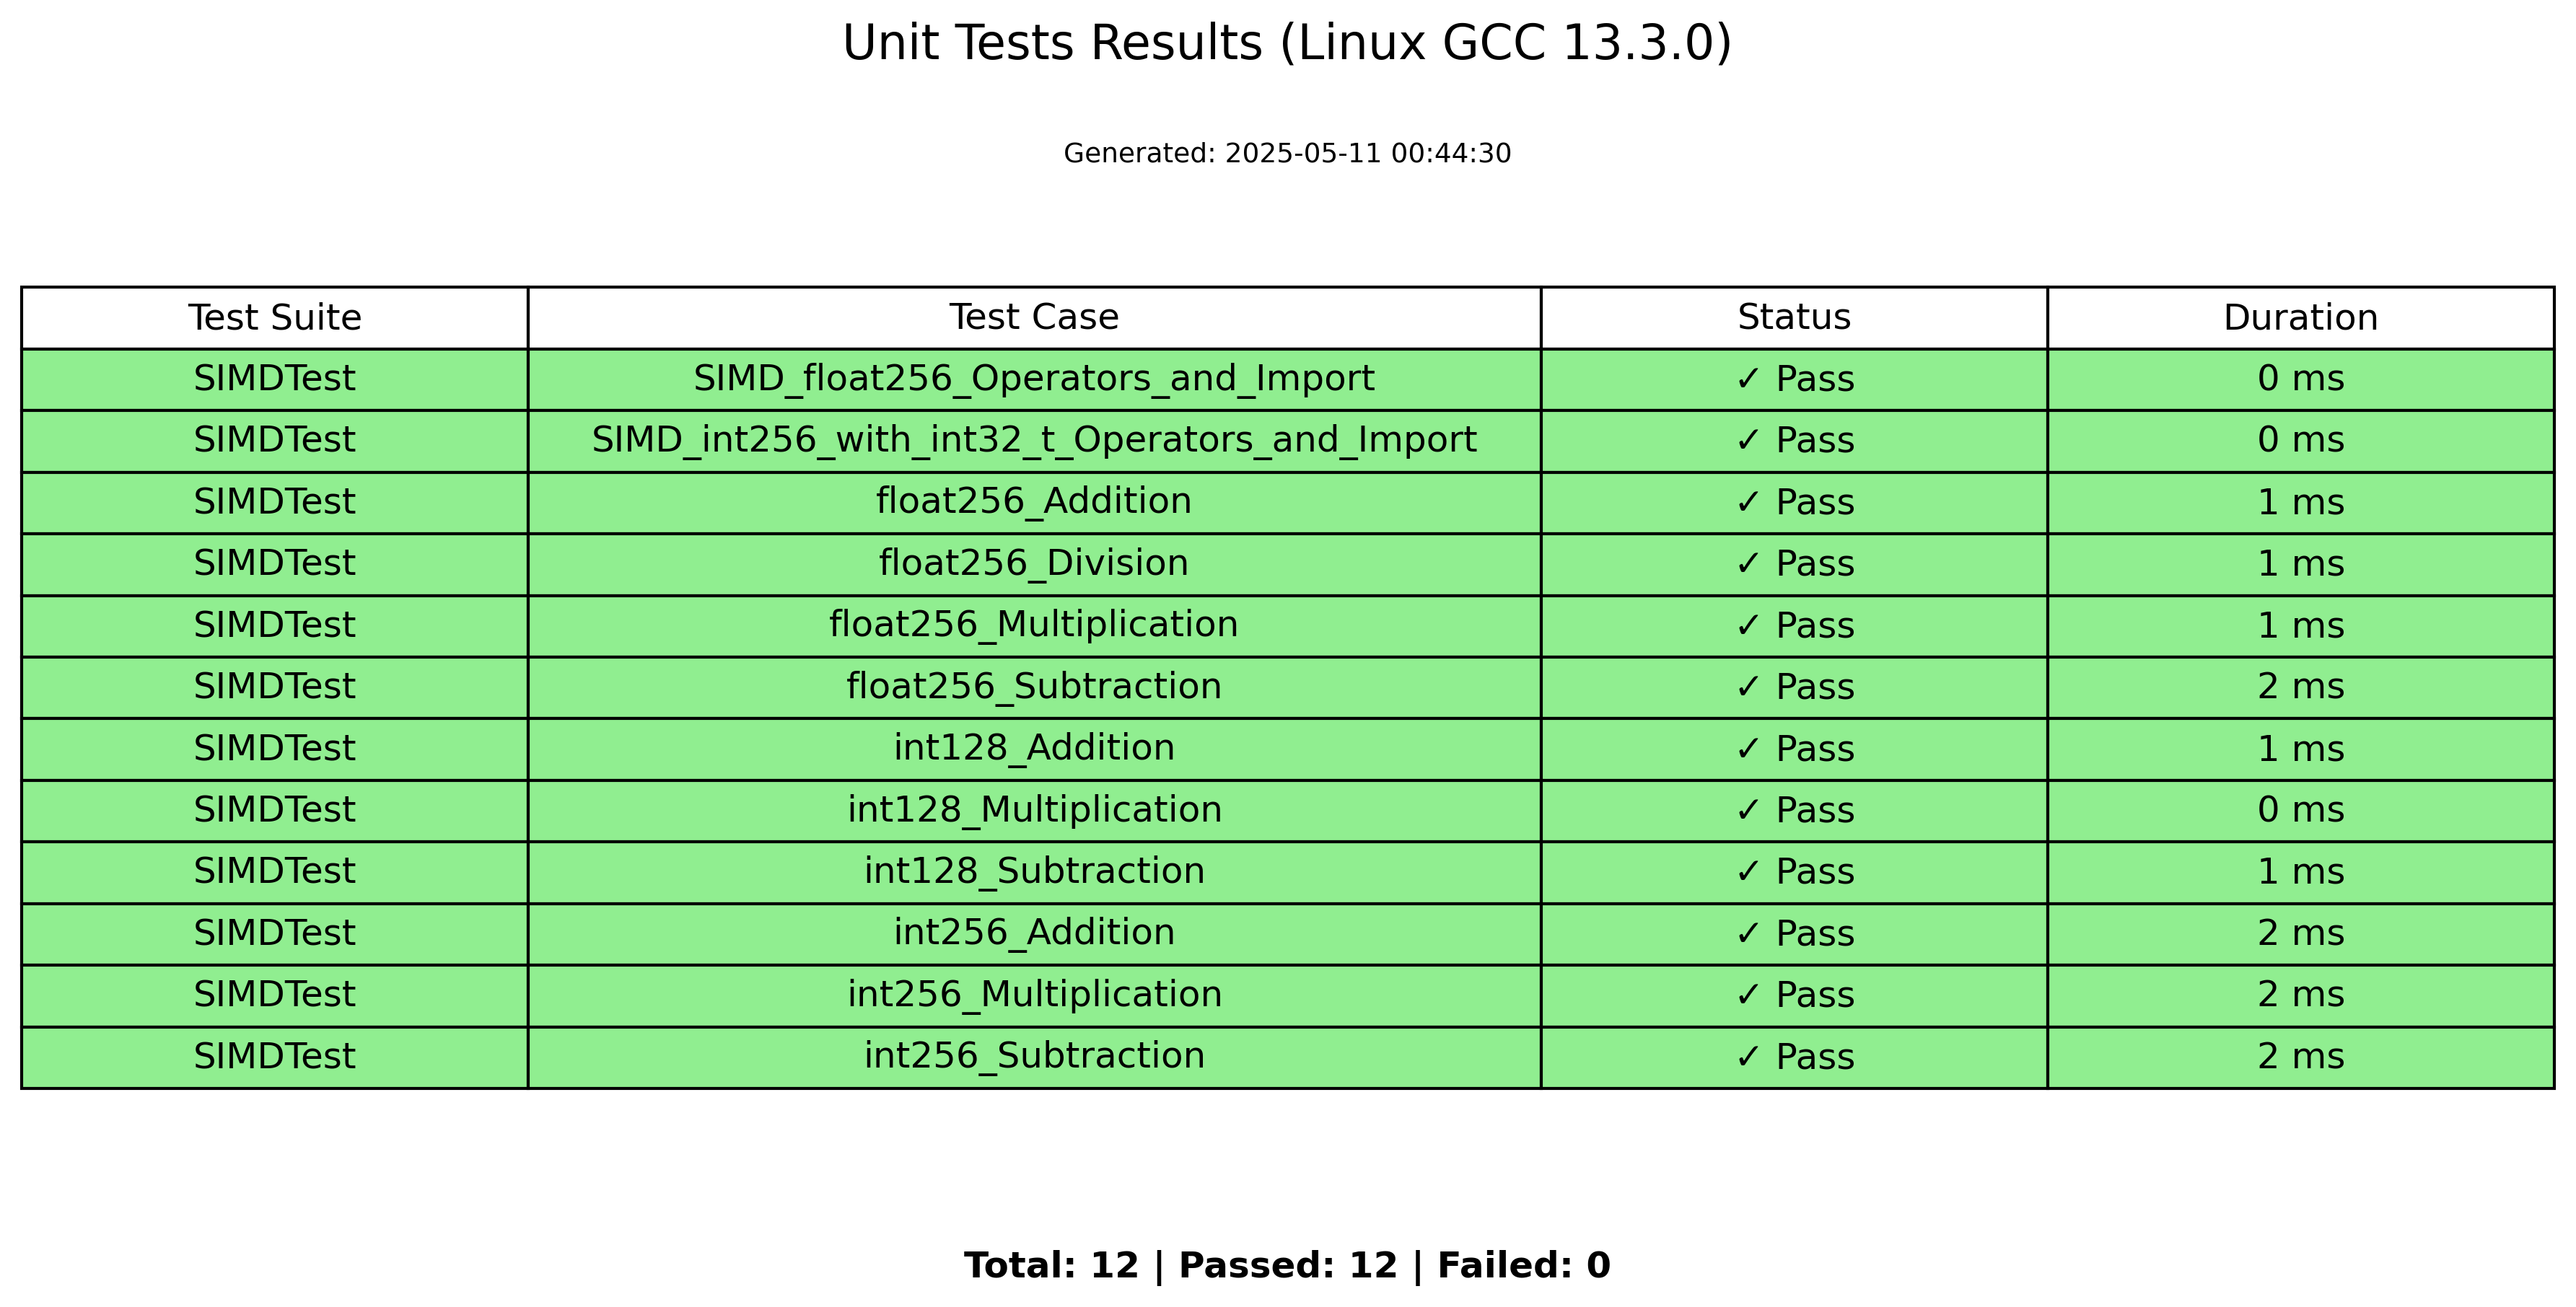 Unit Tests Results (Linux GCC 13.3.0)
Generated: 2025-05-11 00:44:30
Test Suite Test Case Status Duration
SIMDTest SIMD_float256_Operators_and_Import ✓ Pass 0 ms
SIMDTest SIMD_int256_with_int32_t_Operators_and_Import ✓ Pass 0 ms
SIMDTest float256_Addition ✓ Pass 1 ms
SIMDTest float256_Division ✓ Pass 1 ms
SIMDTest float256_Multiplication ✓ Pass 1 ms
SIMDTest float256_Subtraction ✓ Pass 2 ms
SIMDTest int128_Addition ✓ Pass 1 ms
SIMDTest int128_Multiplication ✓ Pass 0 ms
SIMDTest int128_Subtraction ✓ Pass 1 ms
SIMDTest int256_Addition ✓ Pass 2 ms
SIMDTest int256_Multiplication ✓ Pass 2 ms
SIMDTest int256_Subtraction ✓ Pass 2 ms
Total: 12 | Passed: 12 | Failed: 0